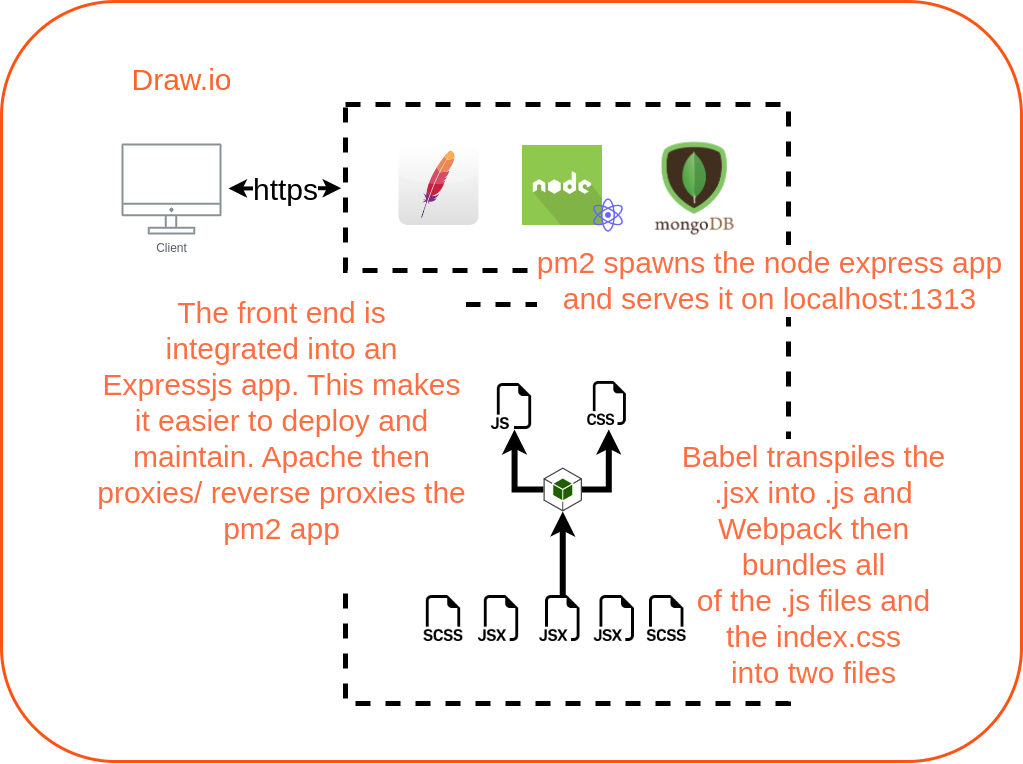 Draw.io
https
Client
node
mongoDB
pm2 spawns the node express app
and serves it on localhost:1313
The front end is
integrated into an
Expressjs app. This makes
it easier to deploy and
maintain. Apache then
proxies/ reverse proxies the
pm2 app
JS
CSS
Babel transpiles the
.jsx into .js and
Webpack then
bundles all
of the .js files and
the index.css
into two files
SCSS
JSX
JSX
JSX
SCSS